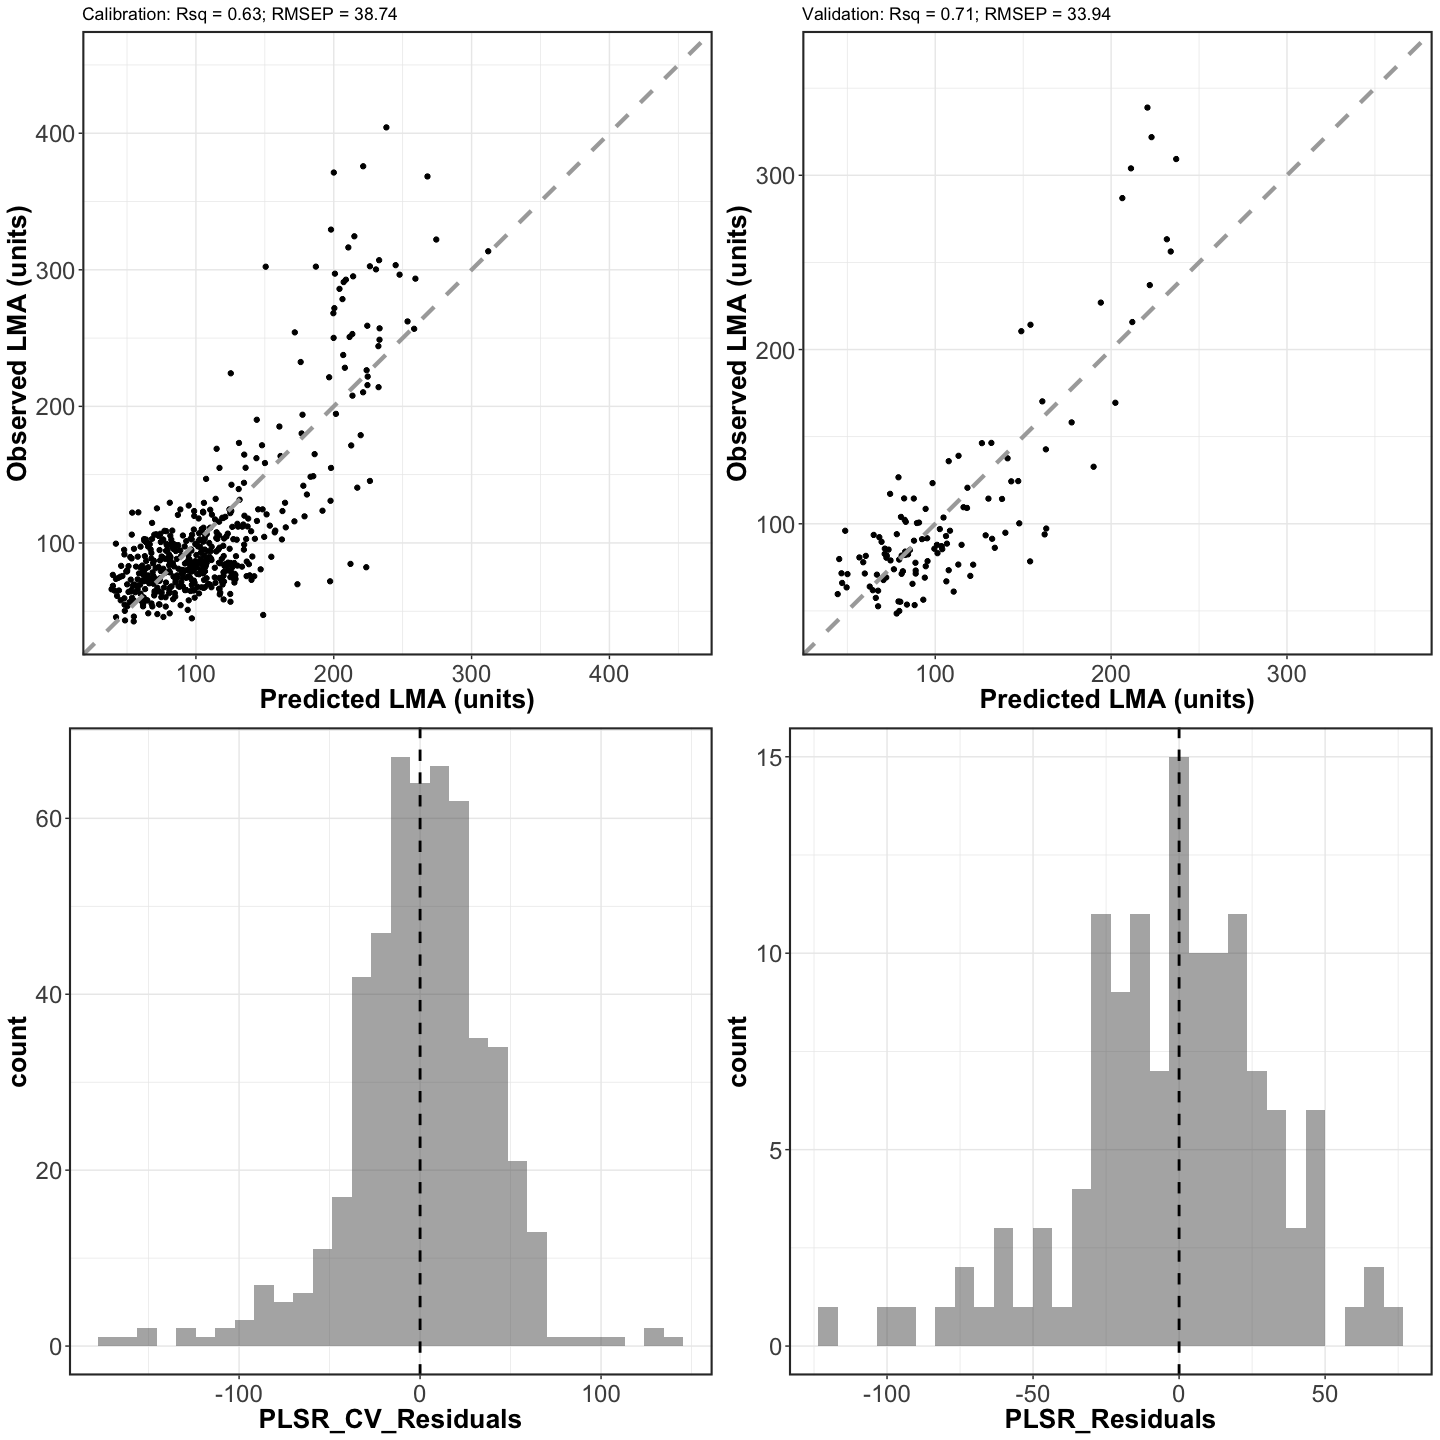 Calibration: Rsq = 0.63; RMSEP = 38.74
Observed LMA (units)
400
300
200
100
100 200 300 400
Predicted LMA (units)
Validation: Rsq = 0.71; RMSEP = 33.94
Observed LMA (units)
300
200
100
100 200 300
Predicted LMA (units)
count
60
40
20
0
-100 0 100
PLSR_CV_Residuals
count
15
10
5
0
-100 -50 0 50
PLSR_Residuals